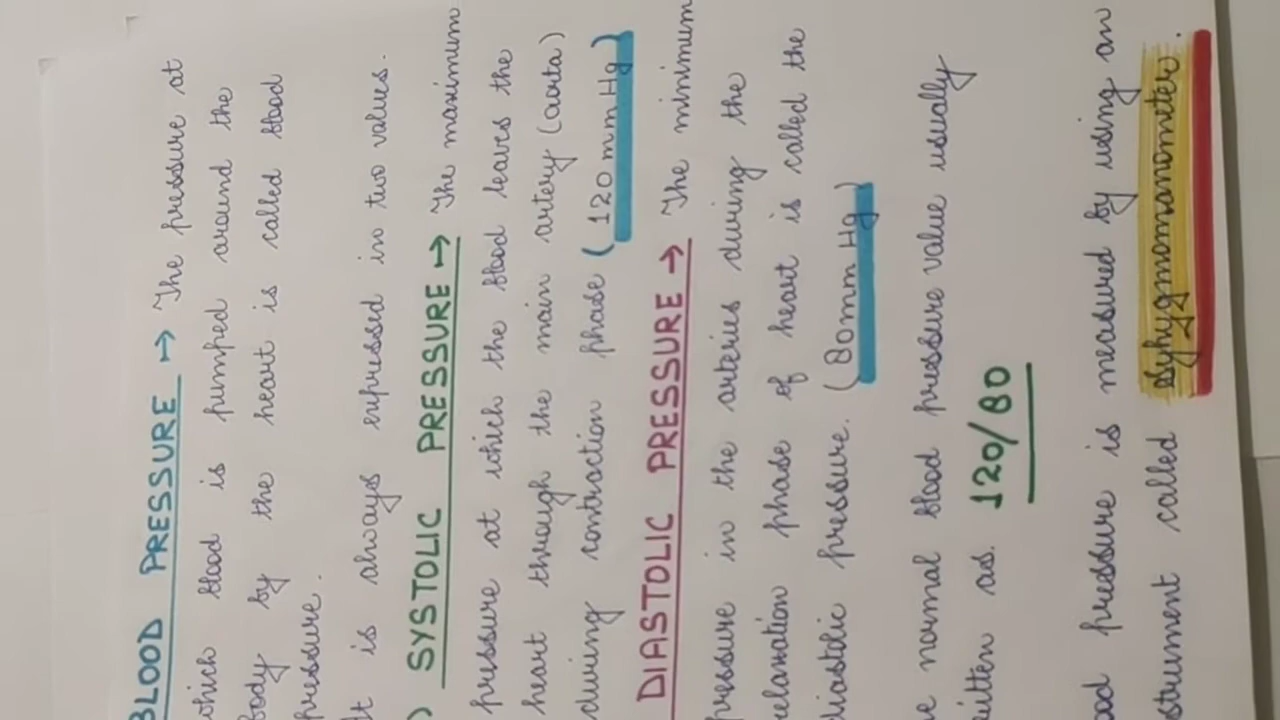 BLOOD PRESSURE → The pressure at
which blood is pumped around the
body by the heart is called blood
pressure.
It is always expressed in two values.
) SYSTOLIC PRESSURE → The maximum
pressure at which the blood leaves the
heart through the main artery (aorta)
during contraction phase (120 mm Hg)
DIASTOLIC PRESSURE → The minimum
pressure in the arteries during the
relaxation phase of heart is called the
diastolic pressure. (80mm Hg)
e normal blood pressure value usually
ritten as. 120/80
od pressure is measured by using an
strument called sphygmomanometer.